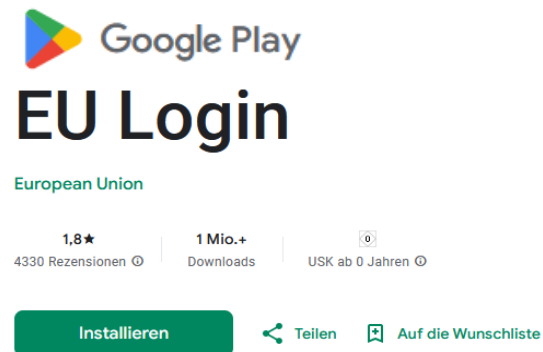 Google Play
EU Login
European Union
1,8★ 1 Mio.+ 0
4330 Rezensionen Downloads USK ab 0 Jahren
Installieren Teilen Auf die Wunschliste